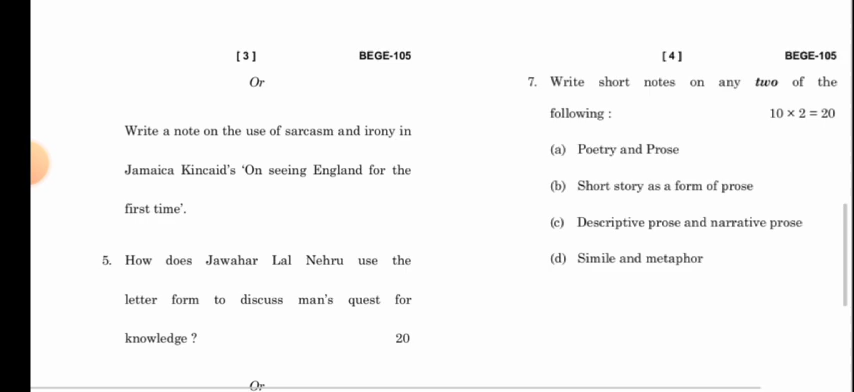 [ 3 ] BEGE-105
Or
Write a note on the use of sarcasm and irony in
Jamaica Kincaid's 'On seeing England for the
first time'.
5. How does Jawahar Lal Nehru use the
letter form to discuss man's quest for
knowledge ? 20
Or
[ 4 ] BEGE-105
7. Write short notes on any two of the
following : 10 × 2 = 20
(a) Poetry and Prose
(b) Short story as a form of prose
(c) Descriptive prose and narrative prose
(d) Simile and metaphor